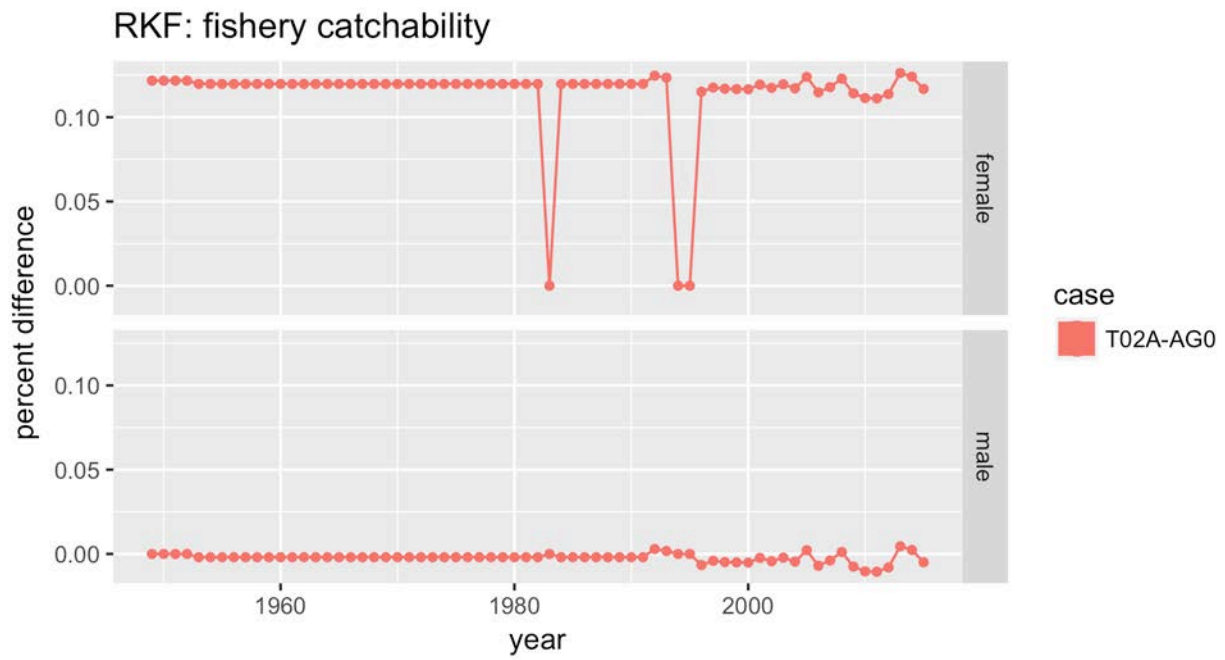 RKF: fishery catchability
percent difference
0.10
0.05
0.00
female
0.10
0.05
0.00
male
1960
1980
2000
year
case
T02A-AG0